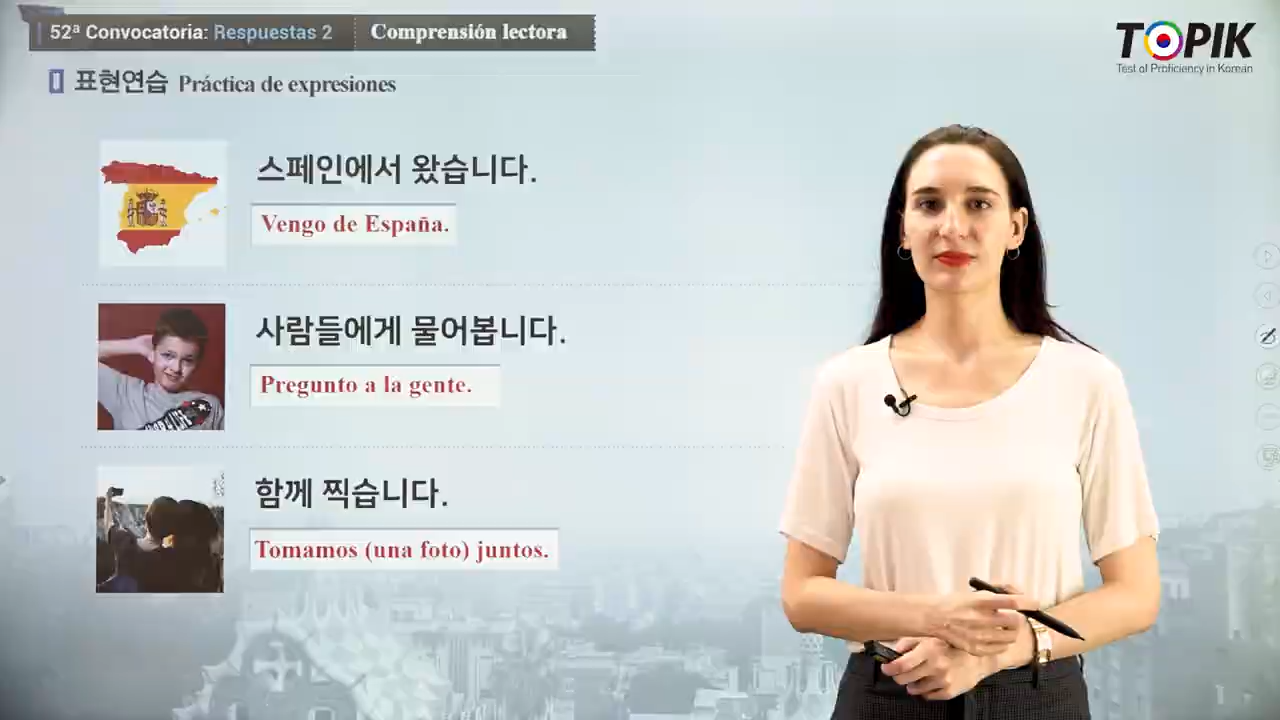 52ª Convocatoria: Respuestas 2 Comprensión lectora
TOPIK
Test of Proficiency in Korean
표현연습 Práctica de expresiones
스페인에서 왔습니다.
Vengo de España.
사람들에게 물어봅니다.
Pregunto a la gente.
함께 찍습니다.
Tomamos (una foto) juntos.